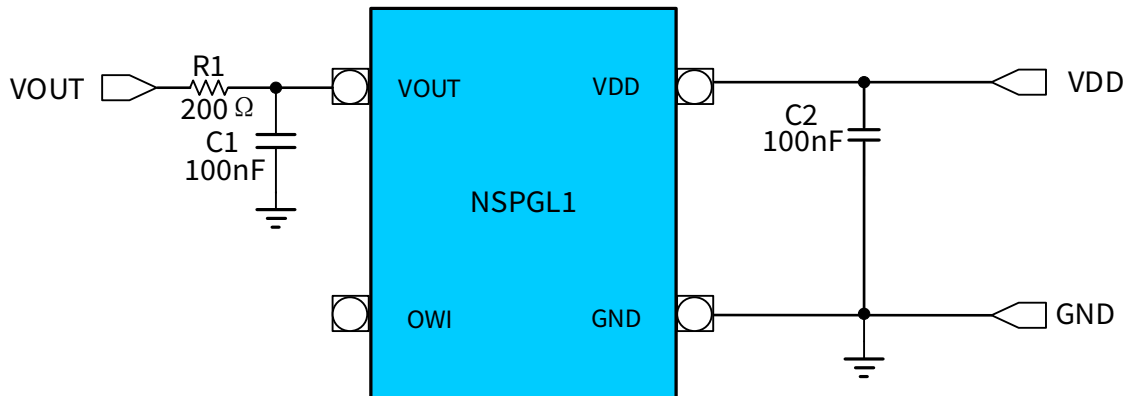 VOUT
R1
200 Ω
C1
100nF
VOUT
VDD
NSPGL1
OWI
GND
C2
100nF
VDD
GND